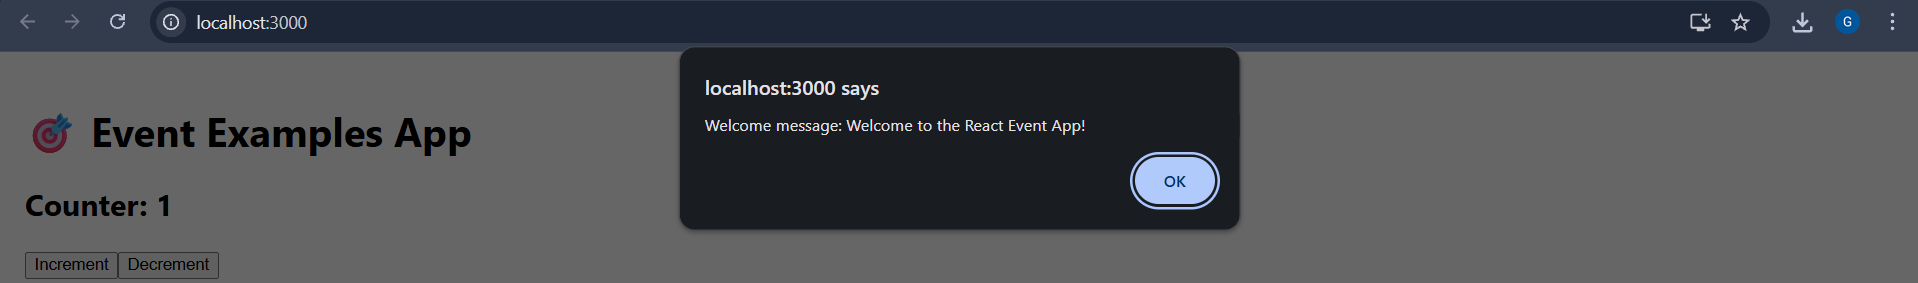 localhost:3000
G
localhost:3000 says
Welcome message: Welcome to the React Event App!
OK
🎯 Event Examples App
Counter: 1
Increment Decrement